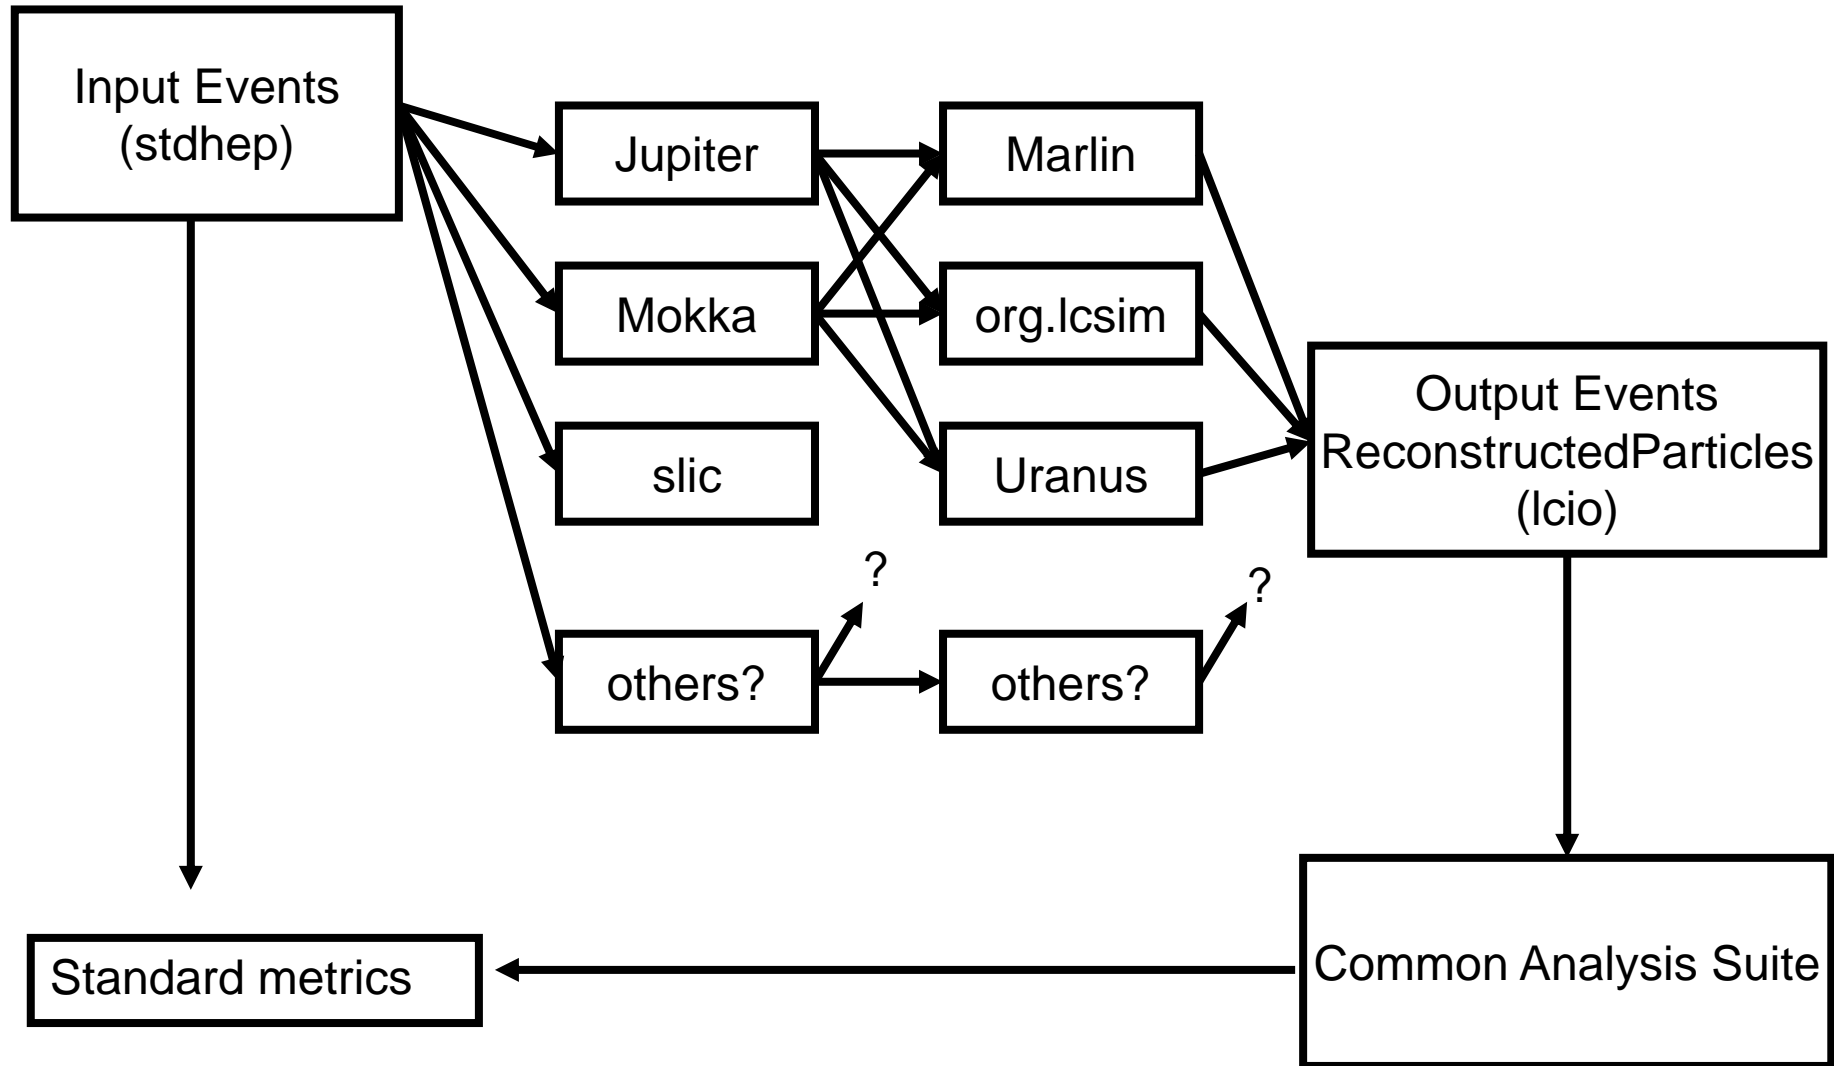 Input Events
(stdhep)
Jupiter
Marlin
Mokka
org.lcsim
slic
Uranus
Output Events
ReconstructedParticles
(lcio)
?
?
others?
others?
Standard metrics
Common Analysis Suite